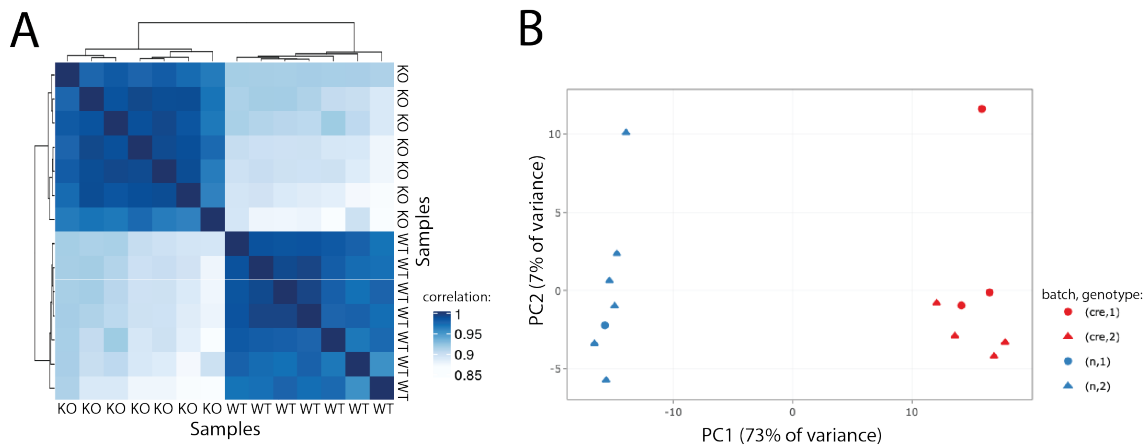 A
KO
KO
KO
KO
KO
KO
KO
WT
WT
WT
WT
WT
WT
WT
Samples
correlation:
1
0.95
0.9
0.85
KO KO KO KO KO KO KO WT WT WT WT WT WT WT
Samples
B
10
5
0
-5
PC2 (7% of variance)
-10 0 10
PC1 (73% of variance)
batch, genotype:
(cre,1)
(cre,2)
(n,1)
(n,2)